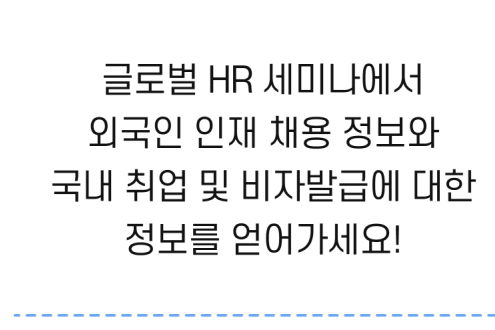 글로벌 HR 세미나에서
외국인 인재 채용 정보와
국내 취업 및 비자발급에 대한
정보를 얻어가세요!